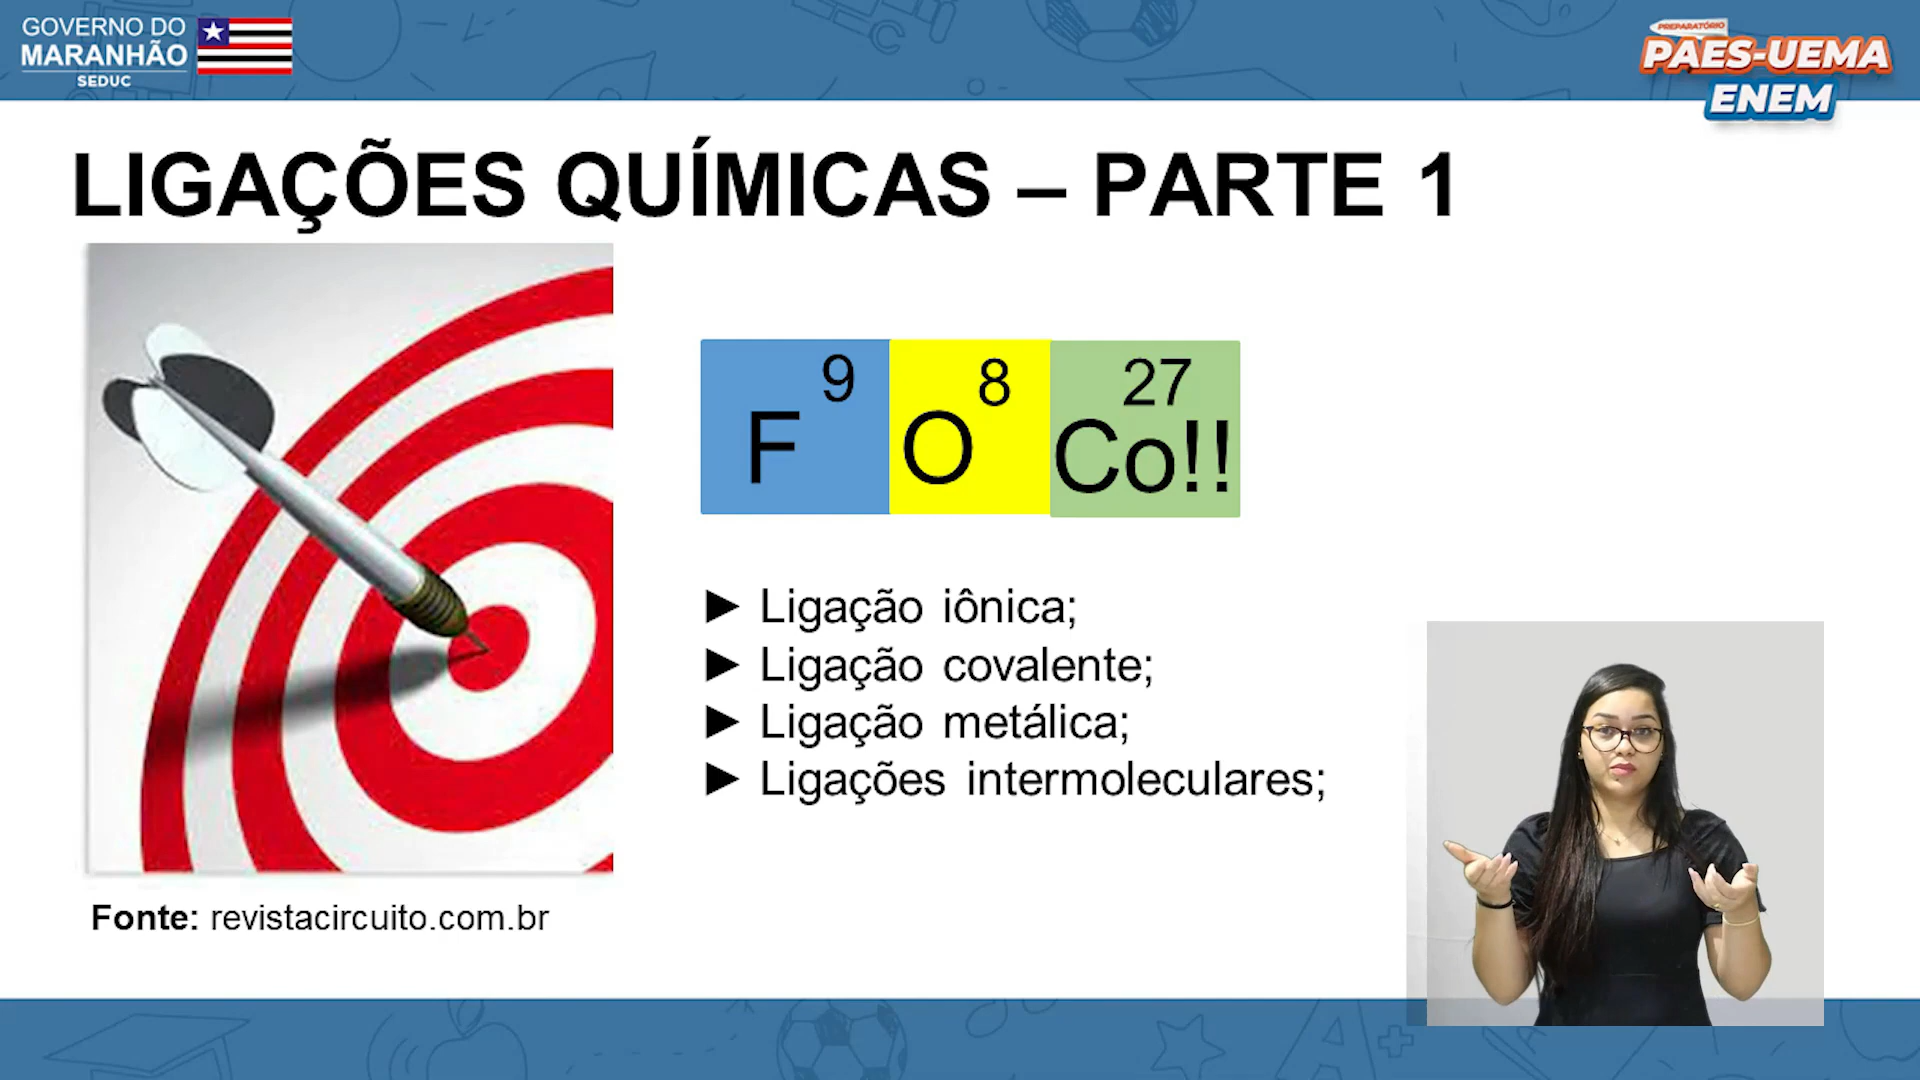 GOVERNO DO
MARANHÃO
SEDUC
PREPARATÓRIO
PAES-UEMA
ENEM
LIGAÇÕES QUÍMICAS – PARTE 1
9 8 27
F O Co!!
► Ligação iônica;
► Ligação covalente;
► Ligação metálica;
► Ligações intermoleculares;
Fonte: revistacircuito.com.br